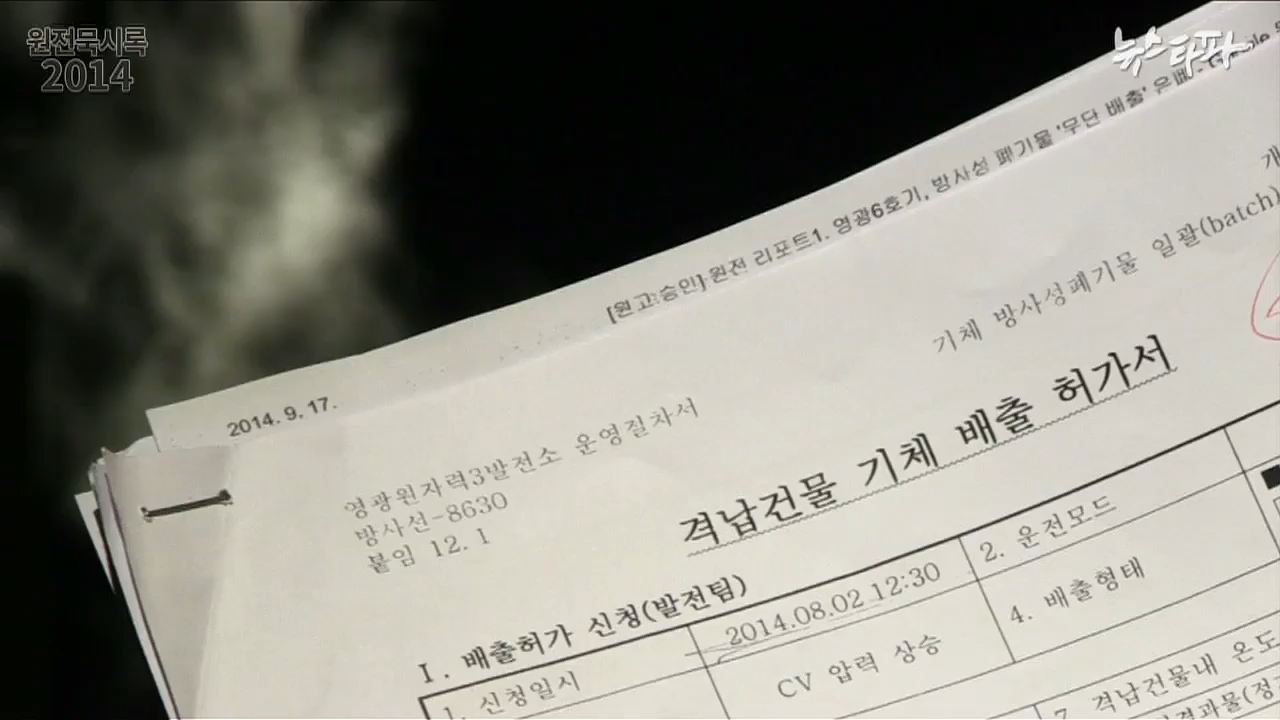 원전묵시록
2014
뉴스타파
[원고:승인] 원전 리포트1. 영광6호기, 방사성 폐기물 '무단 배출' 은폐
2014. 9. 17.
기체 방사성폐기물 일괄(batch)
영광원자력3발전소 운영절차서
방사선-8630
붙임 12. 1
격납건물 기체 배출 허가서
I. 배출허가 신청(발전팀)
1. 신청일시
2014.08.02 12:30
2. 운전모드
CV 압력 상승
4. 배출형태
7. 격납건물내 온도